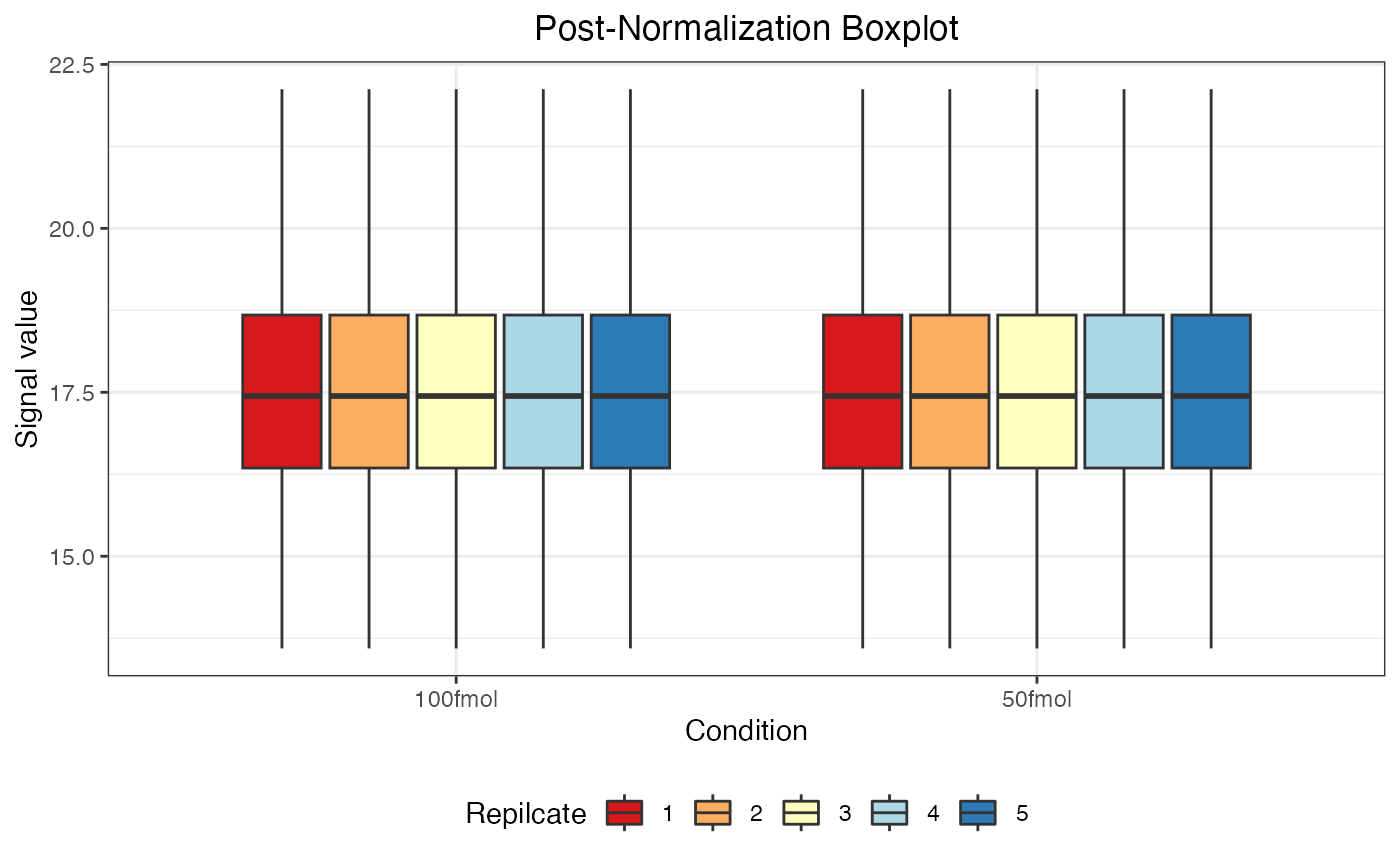 Post-Normalization Boxplot
22.5
20.0
17.5
15.0
Signal value
100fmol 50fmol
Condition
Repilcate 1 2 3 4 5